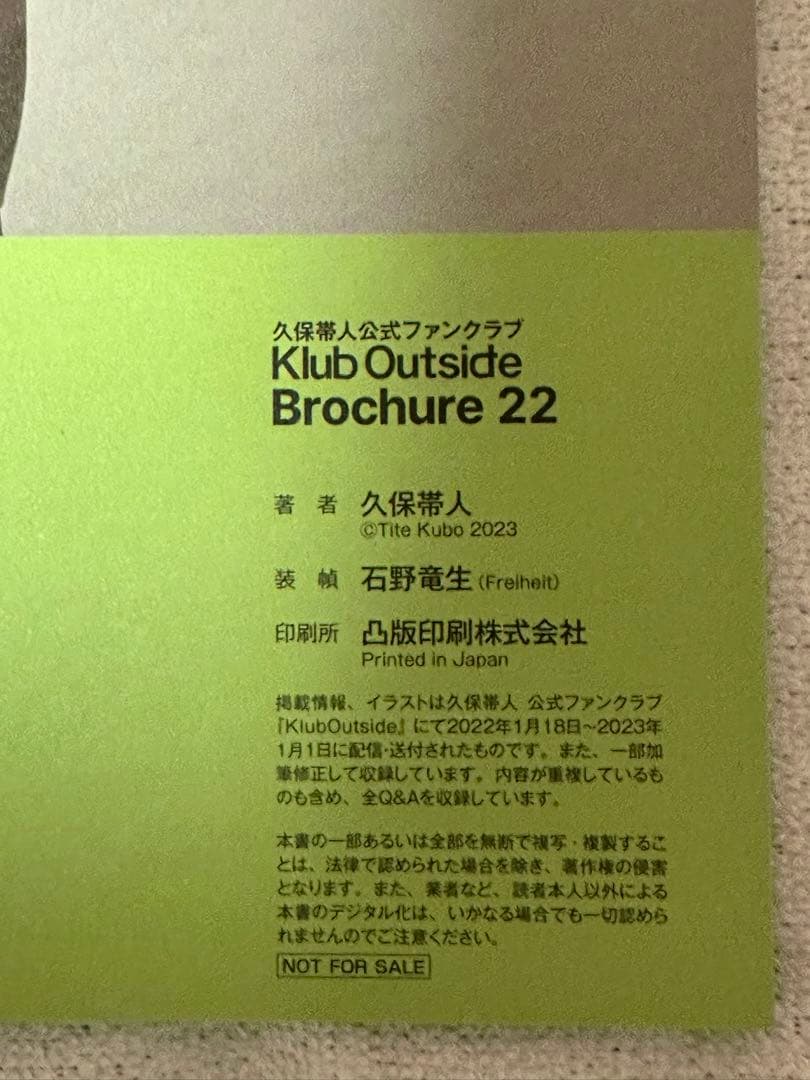 久保帯人公式ファンクラブ
Klub Outside
Brochure 22
著 者 久保帯人
©Tite Kubo 2023
装 幀 石野竜生(Freiheit)
印刷所 凸版印刷株式会社
Printed in Japan
掲載情報、イラストは久保帯人 公式ファンクラブ
『KlubOutside』にて2022年1月18日〜2023年
1月1日に配信・送付されたものです。また、一部加
筆修正して収録しています。内容が重複しているも
のも含め、全Q&Aを収録しています。
本書の一部あるいは全部を無断で複写・複製するこ
とは、法律で認められた場合を除き、著作権の侵害
となります。また、業者など、読者本人以外による
本書のデジタル化は、いかなる場合でも一切認めら
れませんのでご注意ください。
NOT FOR SALE